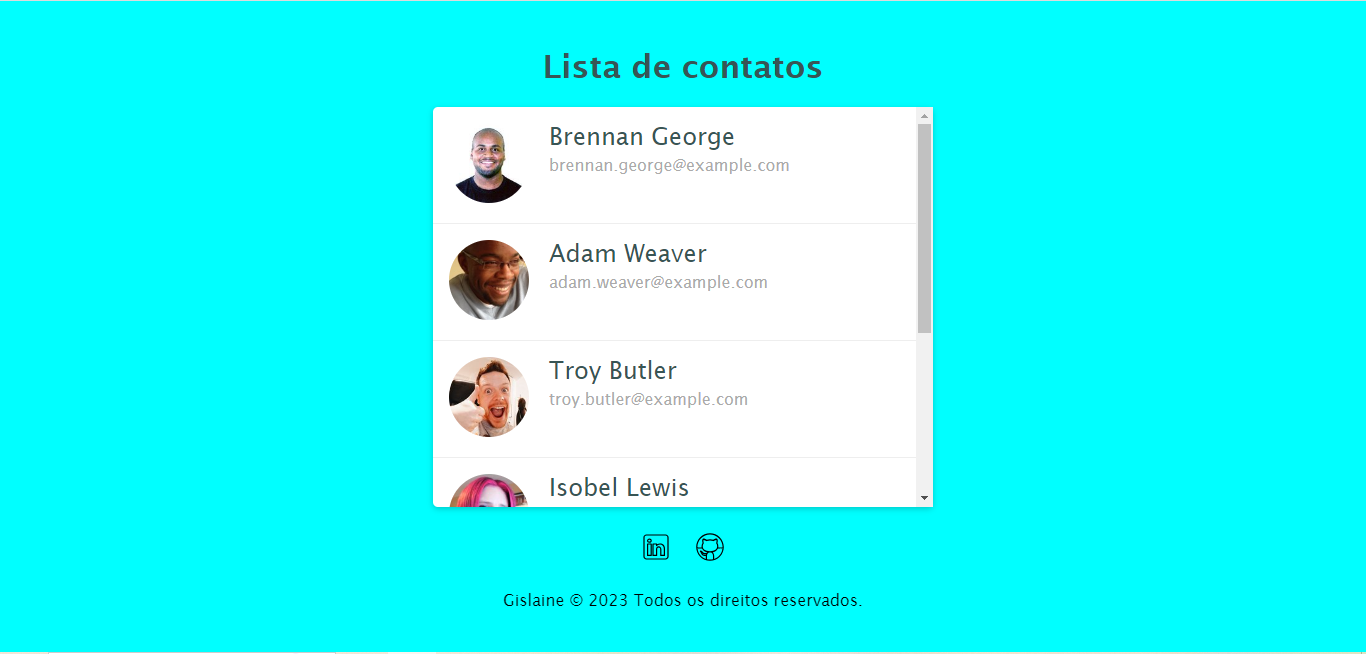 Lista de contatos
Brennan George
brennan.george@example.com
Adam Weaver
adam.weaver@example.com
Troy Butler
troy.butler@example.com
Isobel Lewis
in
Gislaine © 2023 Todos os direitos reservados.